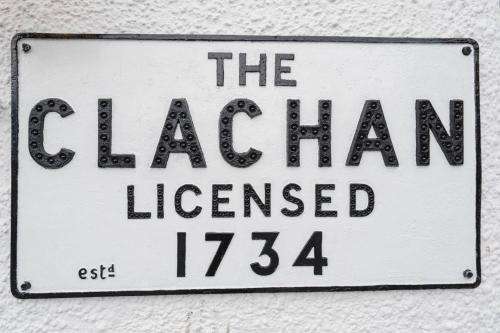 THE
CLACHAN
LICENSED
estd 1734